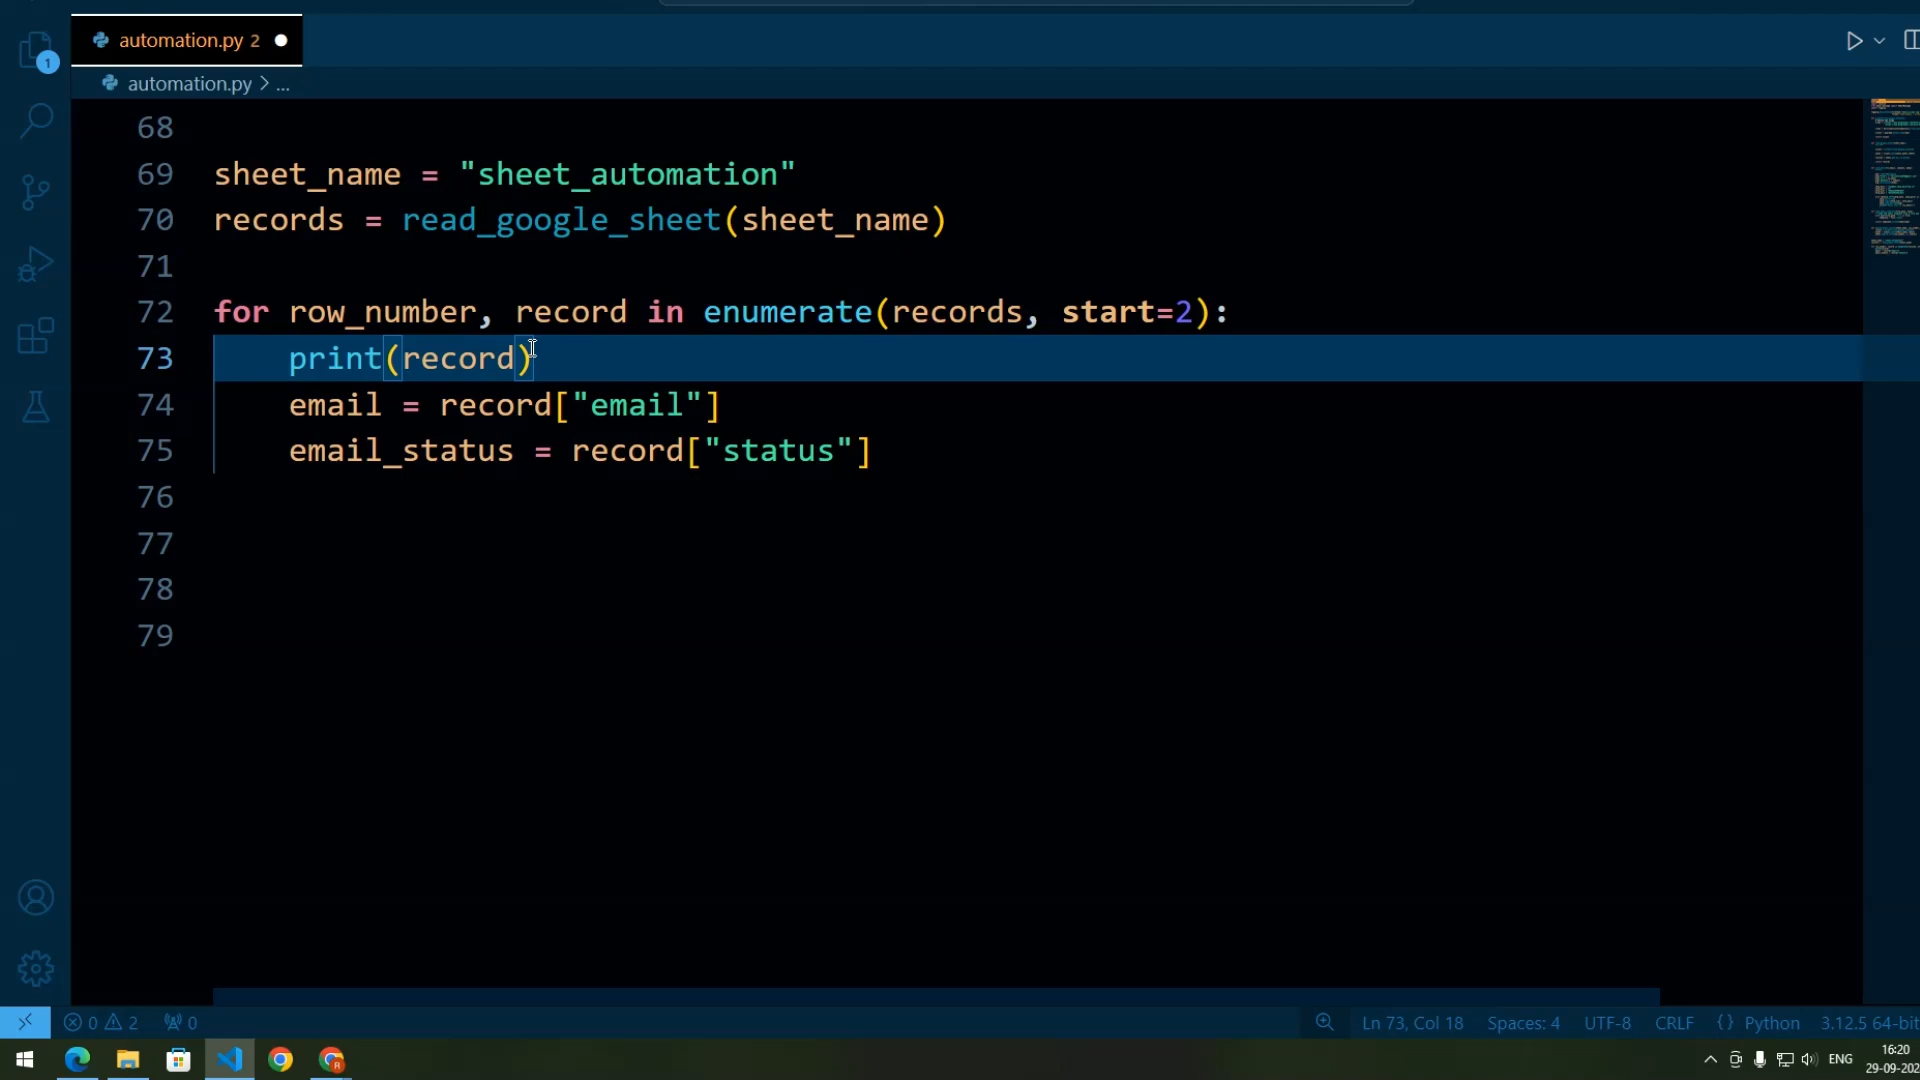 automation.py 2
automation.py > ...
68
69 sheet_name = "sheet_automation"
70 records = read_google_sheet(sheet_name)
71
72 for row_number, record in enumerate(records, start=2):
73     print(record)
74     email = record["email"]
75     email_status = record["status"]
76
77
78
79
1
0 2 0
Ln 73, Col 18 Spaces: 4 UTF-8 CRLF {} Python 3.12.5 64-bit
ENG
16:20
29-09-202